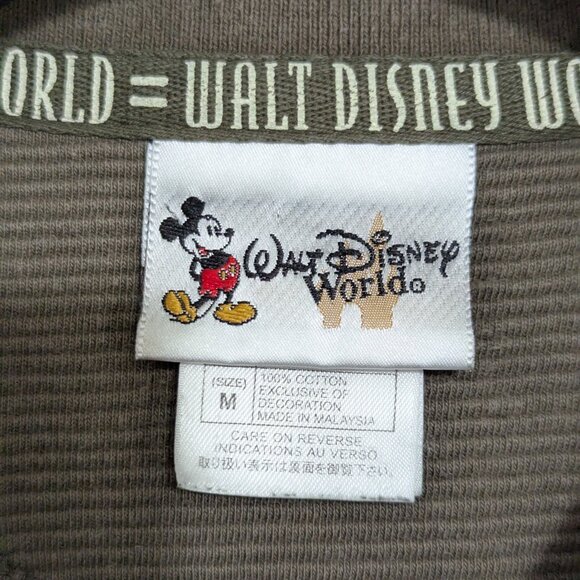 ORLD = WALT DISNEY WO
WALT DISNEY
World®
(SIZE)
M
100% COTTON
EXCLUSIVE OF
DECORATION
MADE IN MALAYSIA
CARE ON REVERSE
INDICATIONS AU VERSO
取り扱い表示は裏面を御覧下さい。